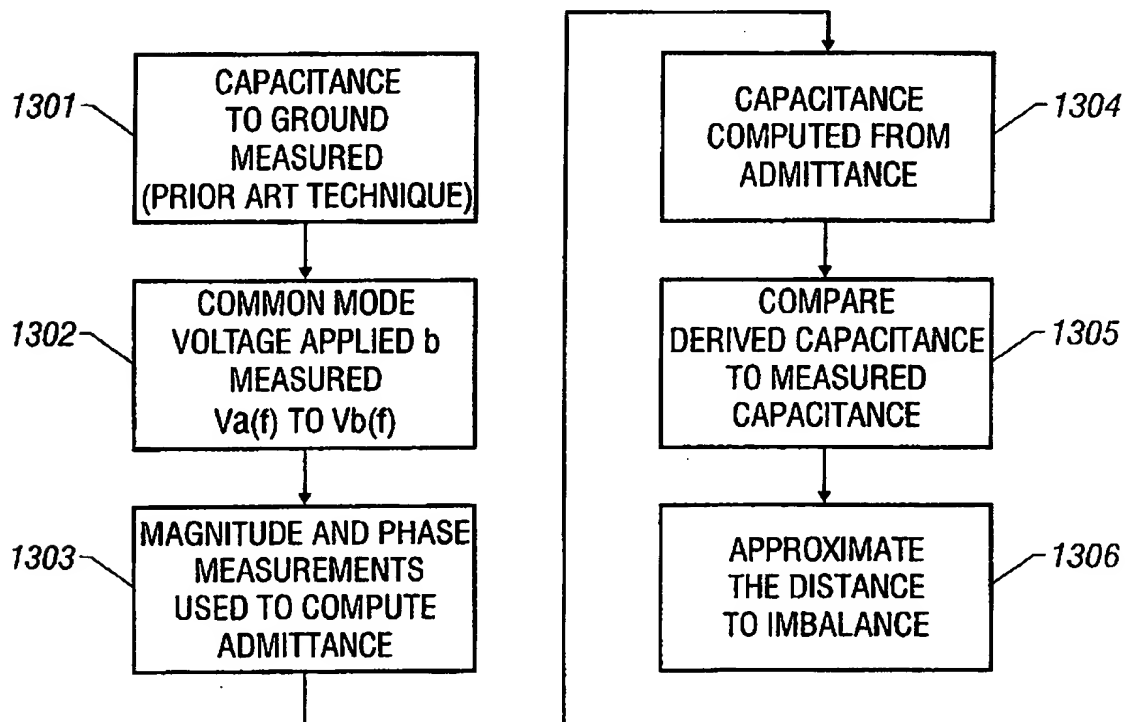 1301
CAPACITANCE
TO GROUND
MEASURED
(PRIOR ART TECHNIQUE)
1302
COMMON MODE
VOLTAGE APPLIED b
MEASURED
Va(f) TO Vb(f)
1303
MAGNITUDE AND PHASE
MEASUREMENTS
USED TO COMPUTE
ADMITTANCE
CAPACITANCE
COMPUTED FROM
ADMITTANCE
1304
COMPARE
DERIVED CAPACITANCE
TO MEASURED
CAPACITANCE
1305
APPROXIMATE
THE DISTANCE
TO IMBALANCE
1306